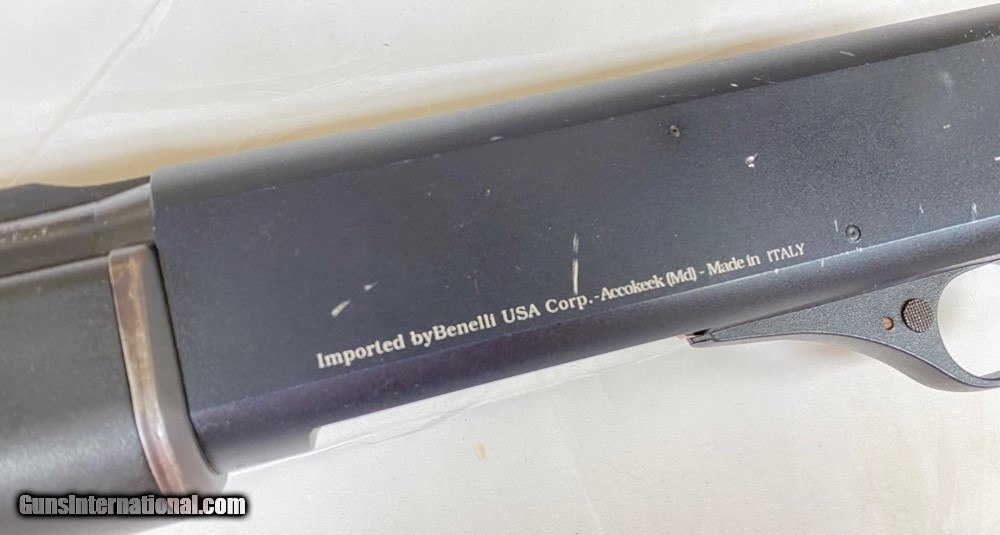 Imported byBenelli USA Corp.-Accokeek (Md) - Made in ITALY
GunsInternational.com